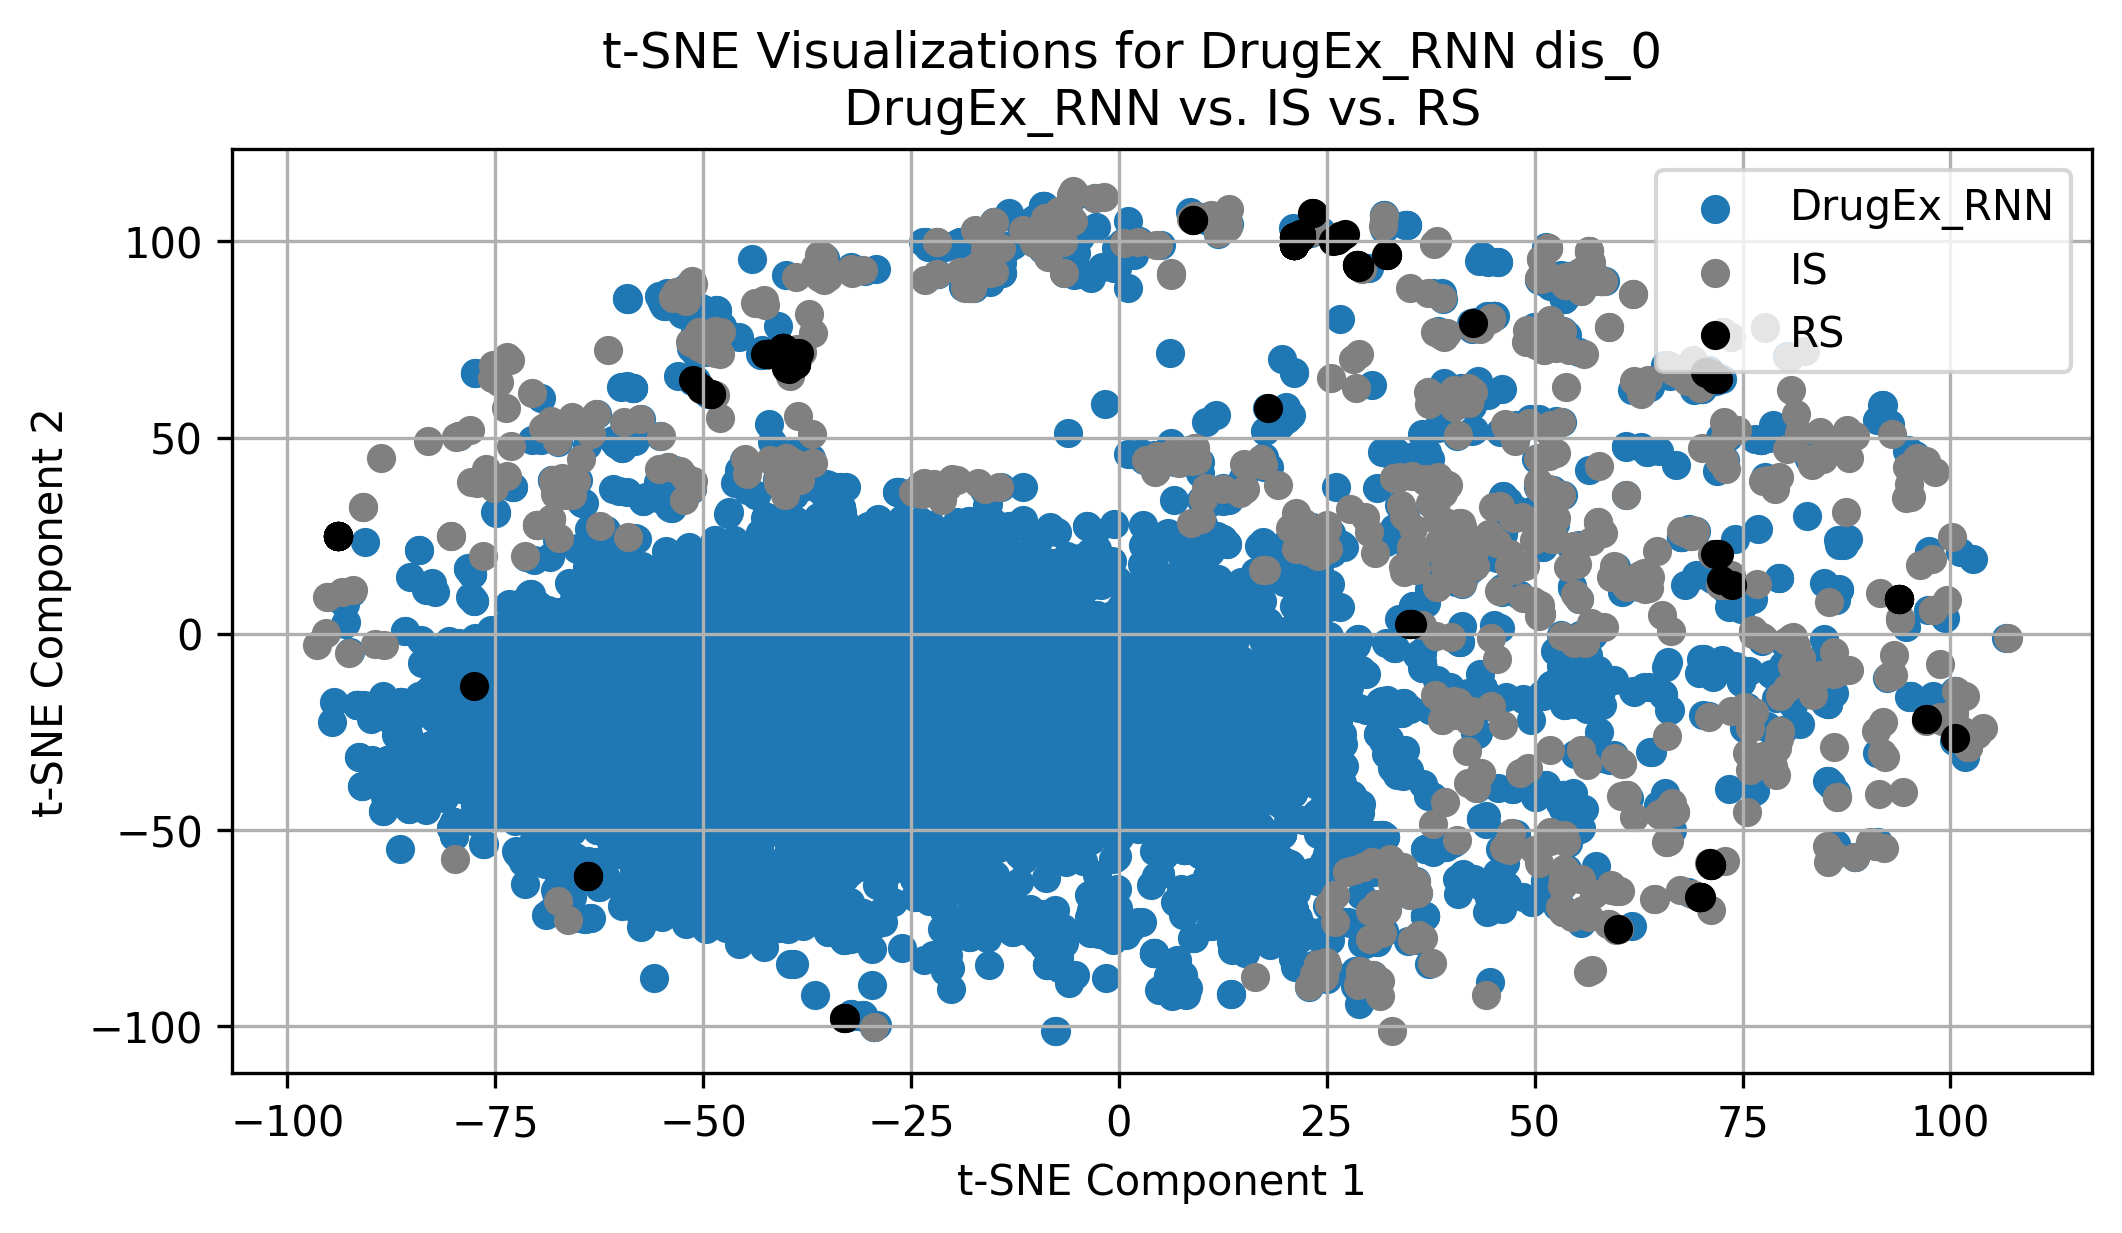 t-SNE Visualizations for DrugEx_RNN dis_0
DrugEx_RNN vs. IS vs. RS
DrugEx_RNN
IS
RS
t-SNE Component 2
100
50
0
−50
−100
−100
−75
−50
−25
0
25
50
75
100
t-SNE Component 1